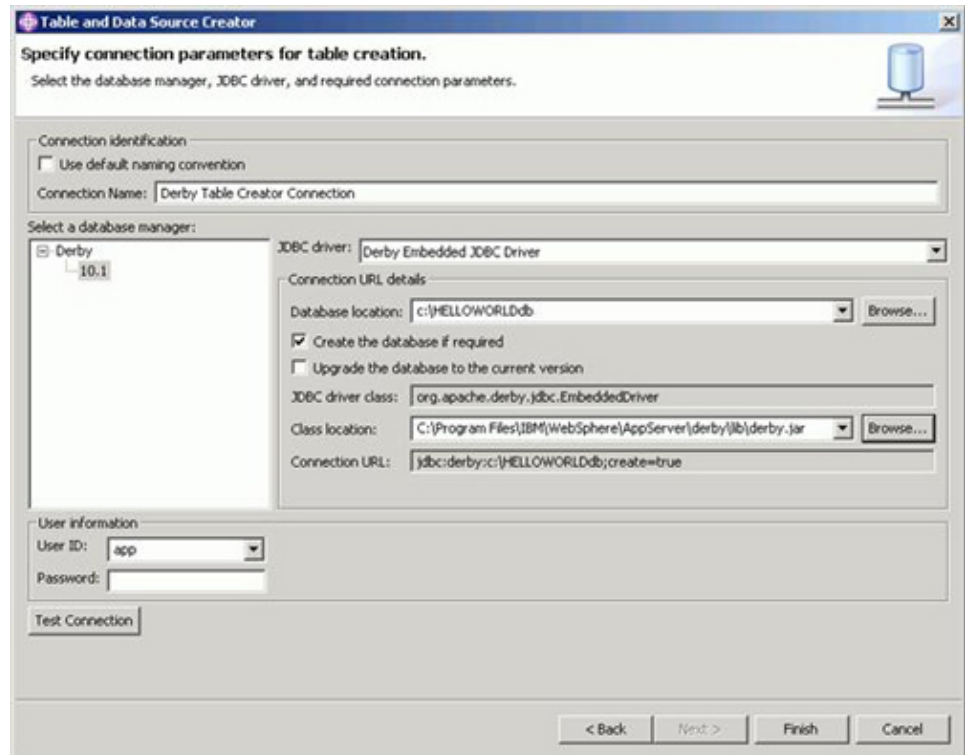 Table and Data Source Creator
Specify connection parameters for table creation.
Select the database manager, JDBC driver, and required connection parameters.
Connection identification
Use default naming convention
Connection Name: Derby Table Creator Connection
Select a database manager:
Derby
10.1
JDBC driver: Derby Embedded JDBC Driver
Connection URL details
Database location: c:\HELLOWORLDdb Browse...
Create the database if required
Upgrade the database to the current version
JDBC driver class: org.apache.derby.jdbc.EmbeddedDriver
Class location: C:\Program Files\IBM\WebSphere\AppServer\derby\lib\derby.jar Browse...
Connection URL: jdbc:derby:c:\HELLOWORLDdb;create=true
User information
User ID: app
Password:
Test Connection
< Back Next > Finish Cancel